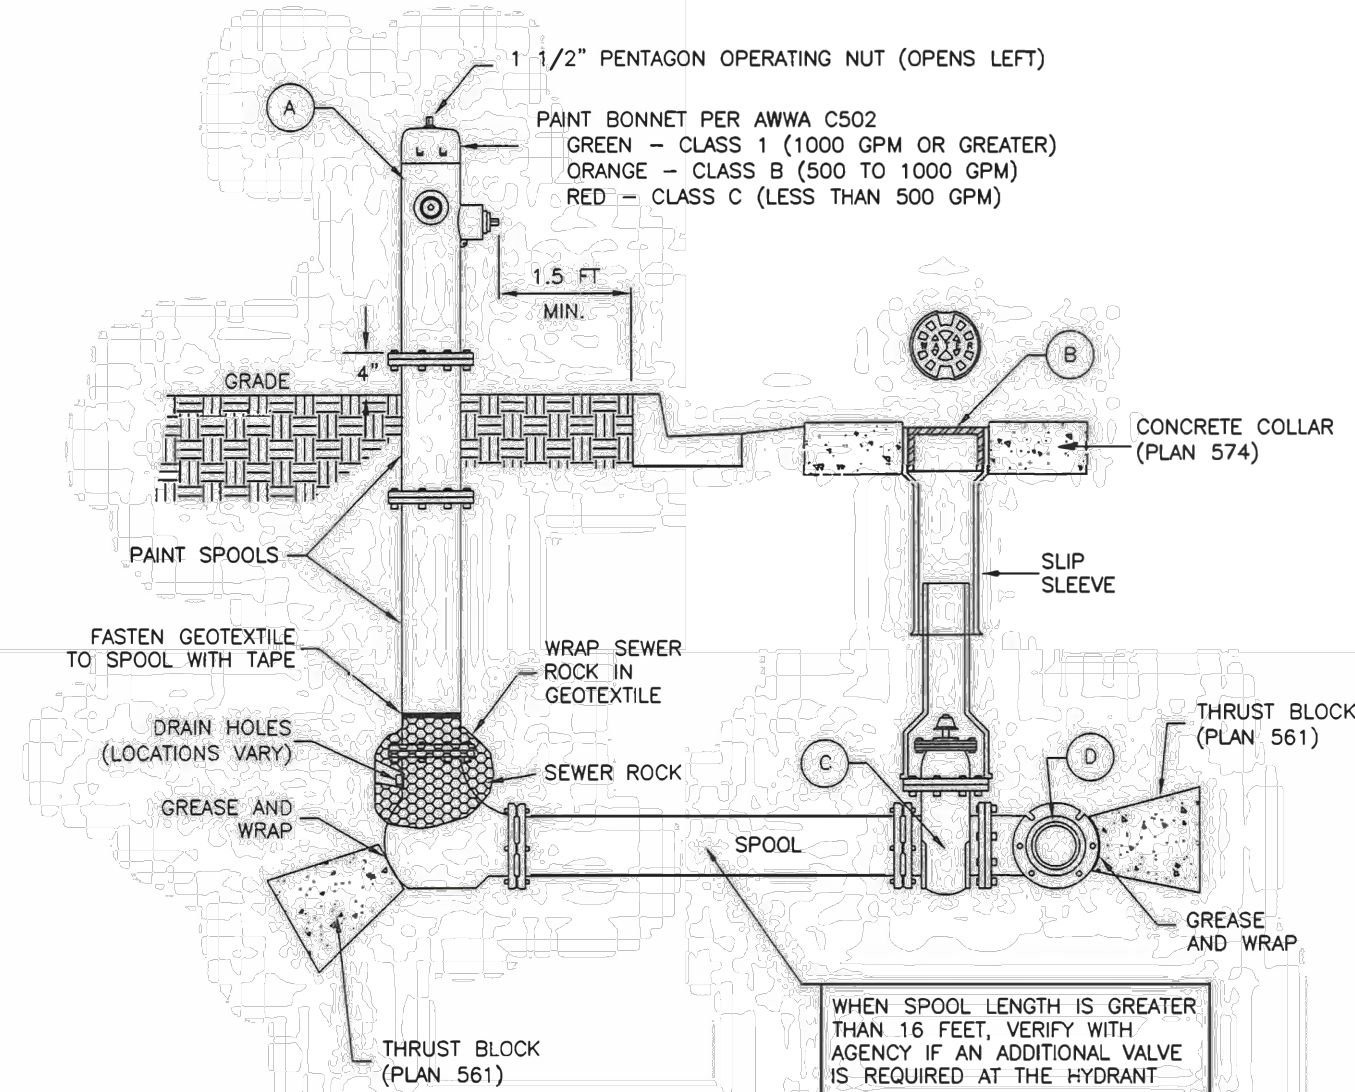 1 1/2" PENTAGON OPERATING NUT (OPENS LEFT)
A
PAINT BONNET PER AWWA C502
GREEN – CLASS 1 (1000 GPM OR GREATER)
ORANGE – CLASS B (500 TO 1000 GPM)
RED – CLASS C (LESS THAN 500 GPM)
1.5 FT
MIN.
4"
GRADE
WATER
B
CONCRETE COLLAR
(PLAN 574)
PAINT SPOOLS
SLIP
SLEEVE
FASTEN GEOTEXTILE
TO SPOOL WITH TAPE
WRAP SEWER
ROCK IN
GEOTEXTILE
DRAIN HOLES
(LOCATIONS VARY)
SEWER ROCK
C
D
THRUST BLOCK
(PLAN 561)
GREASE AND
WRAP
SPOOL
GREASE
AND WRAP
THRUST BLOCK
(PLAN 561)
WHEN SPOOL LENGTH IS GREATER
THAN 16 FEET, VERIFY WITH
AGENCY IF AN ADDITIONAL VALVE
IS REQUIRED AT THE HYDRANT